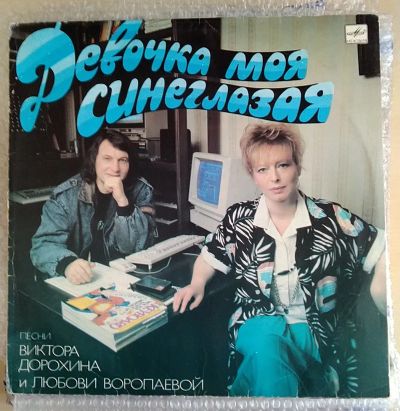 Девочка моя
синеглазая
ПЕСНИ
ВИКТОРА
ДОРОХИНА
и ЛЮБОВИ ВОРОПАЕВОЙ